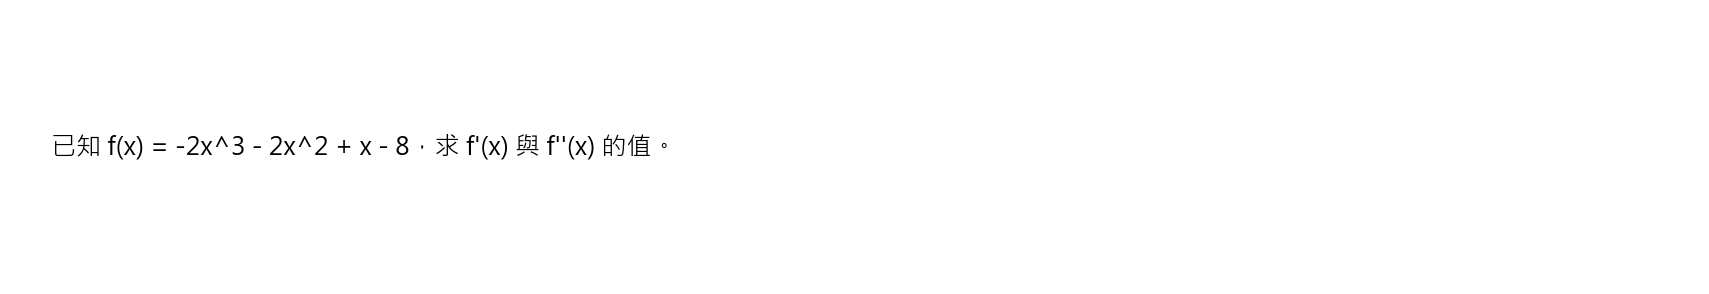 已知 f(x) = -2x^3 - 2x^2 + x - 8，求 f'(x) 與 f''(x) 的值。